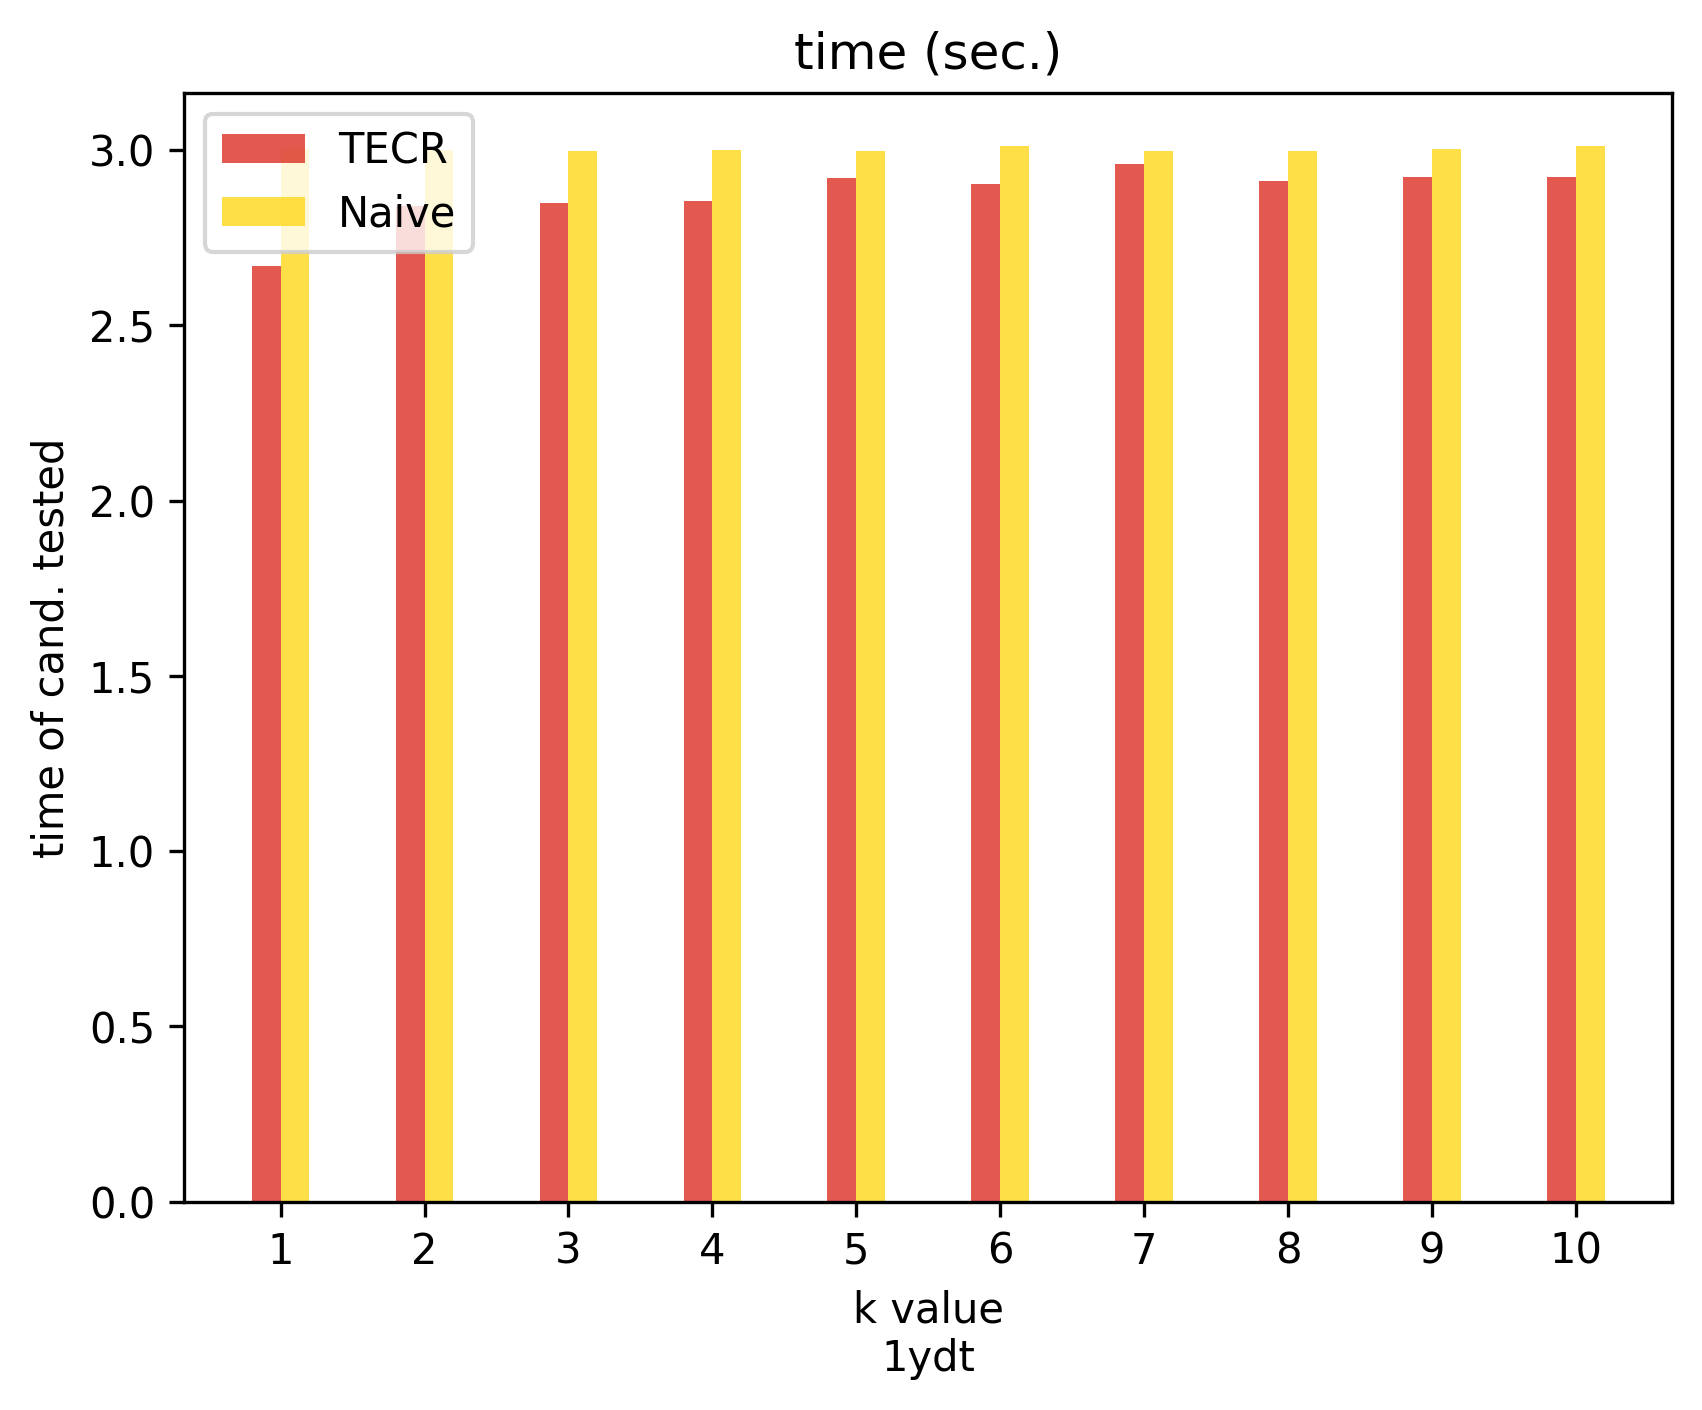 time (sec.)
TECR
Naive
3.0
2.5
2.0
1.5
1.0
0.5
0.0
time of cand. tested
1 2 3 4 5 6 7 8 9 10
k value
1ydt